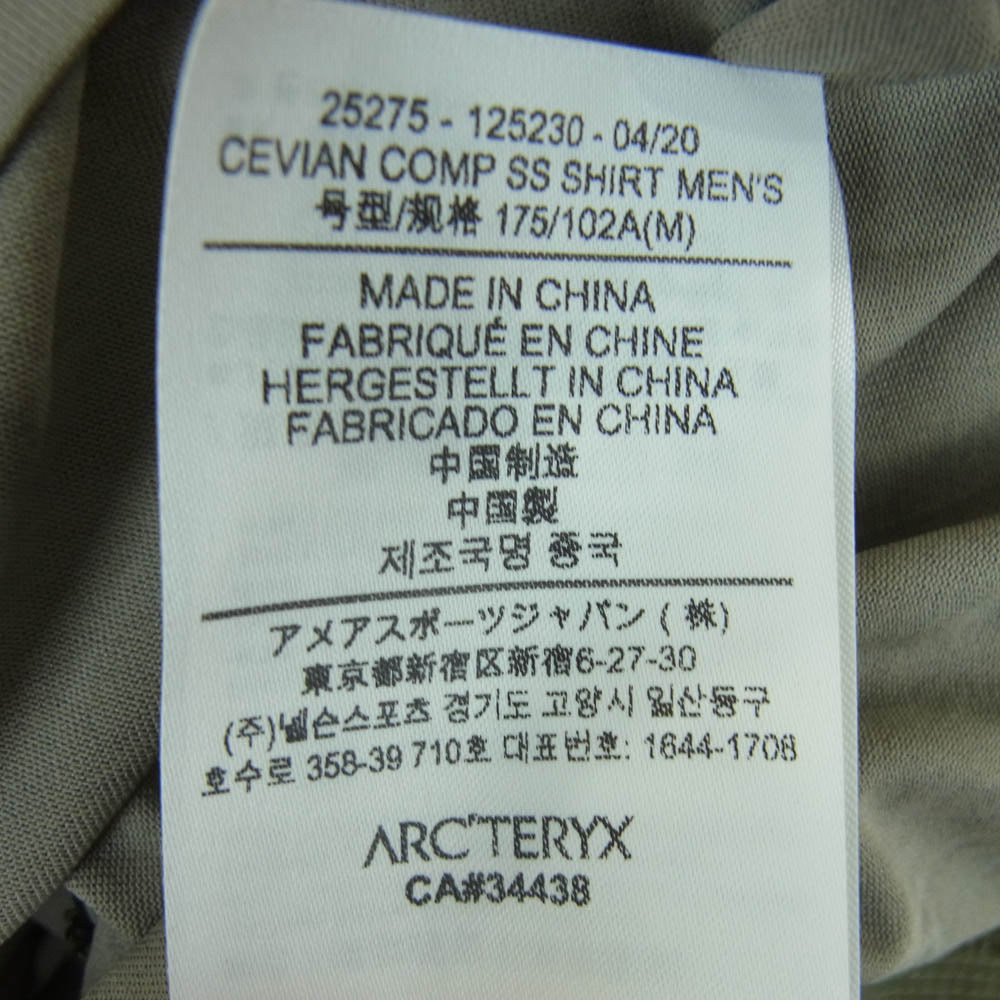 25275 - 125230 - 04/20
CEVIAN COMP SS SHIRT MEN'S
号型/规格 175/102A(M)
MADE IN CHINA
FABRIQUÉ EN CHINE
HERGESTELLT IN CHINA
FABRICADO EN CHINA
中国制造
中国製
제조국명 중국
アメアスポーツジャパン ( 株)
東京都新宿区新宿6-27-30
(주)넬슨스포츠 경기도 고양시 일산동구
호수로 358-39 710호 대표번호: 1644-1708
ARC'TERYX
CA#34438